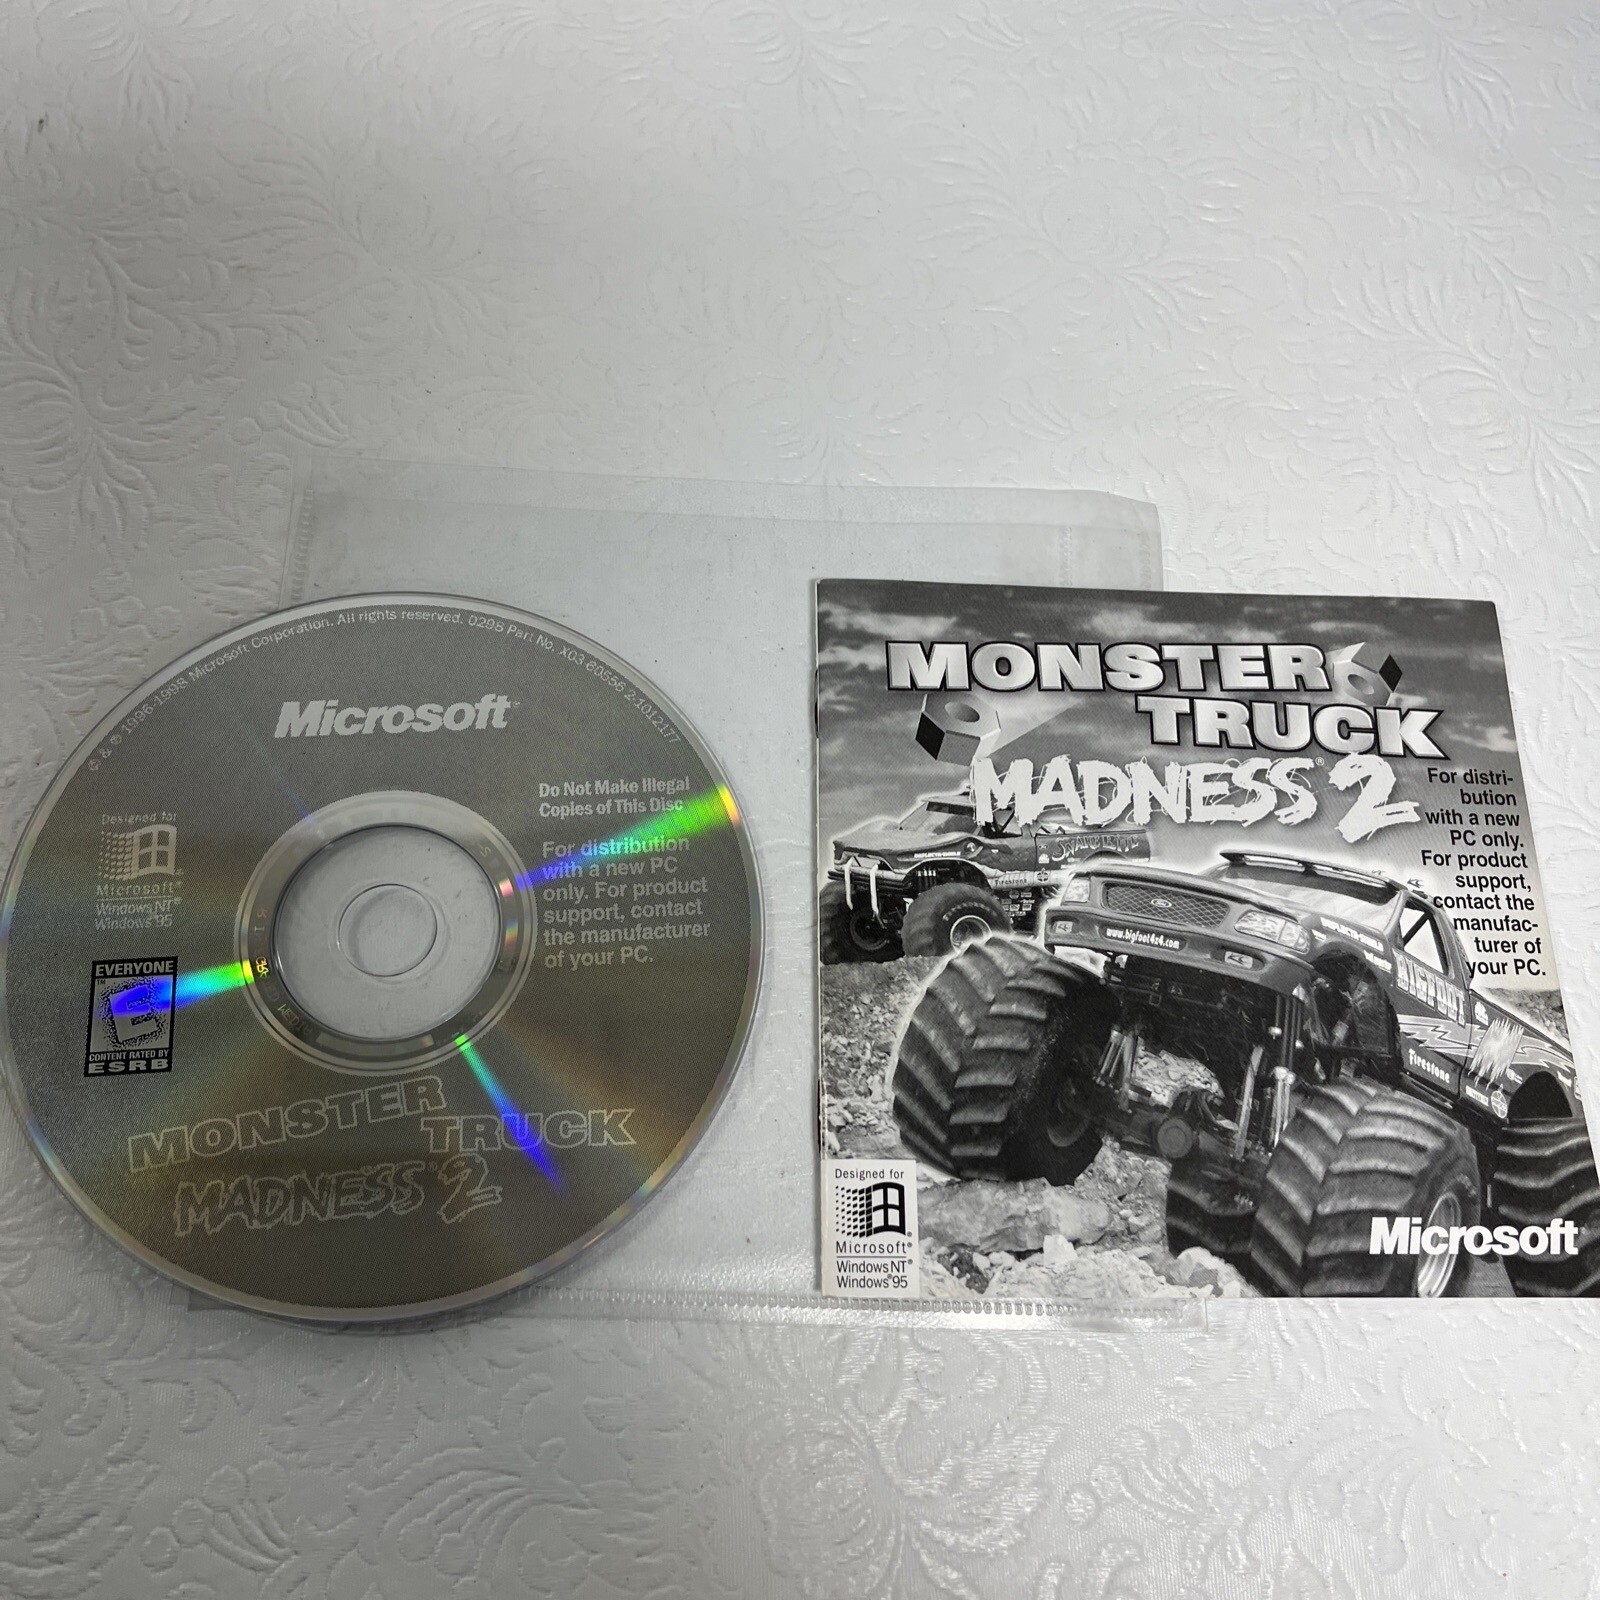 © & ℗ 1996-1998 Microsoft Corporation. All rights reserved. 0298 Part No. X03 60556 2:1012177
Microsoft
Do Not Make Illegal
Copies of This Disc
For distribution
with a new PC
only. For product
support, contact
the manufacturer
of your PC.
Designed for
Microsoft®
Windows NT®
Windows®95
EVERYONE
E
CONTENT RATED BY
ESRB
MONSTER
TRUCK
MADNESS® 2
MONSTER
TRUCK
MADNESS® 2
For distri-
bution
with a new
PC only.
For product
support,
contact the
manufac-
turer of
your PC.
www.bigfoot4x4.com
BIGFOOT
Firestone
Firestone
Designed for
Microsoft®
Windows NT®
Windows®95
Microsoft®